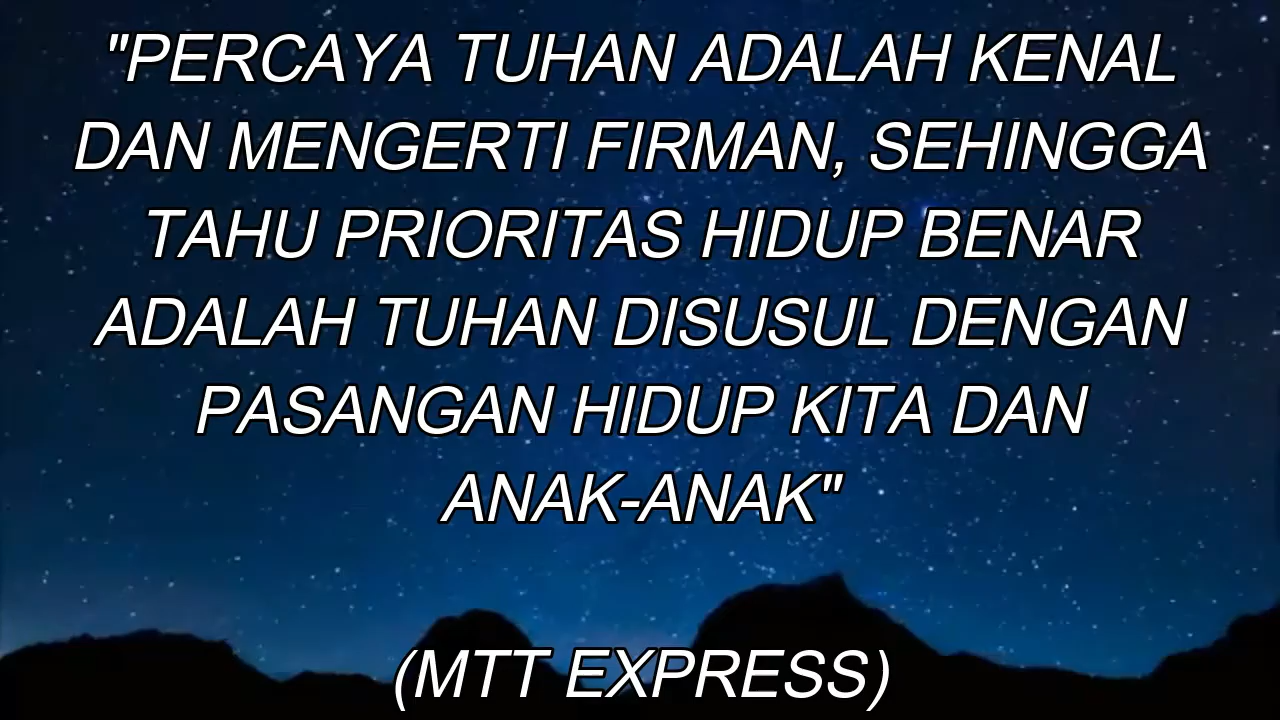 "PERCAYA TUHAN ADALAH KENAL
DAN MENGERTI FIRMAN, SEHINGGA
TAHU PRIORITAS HIDUP BENAR
ADALAH TUHAN DISUSUL DENGAN
PASANGAN HIDUP KITA DAN
ANAK-ANAK"
(MTT EXPRESS)